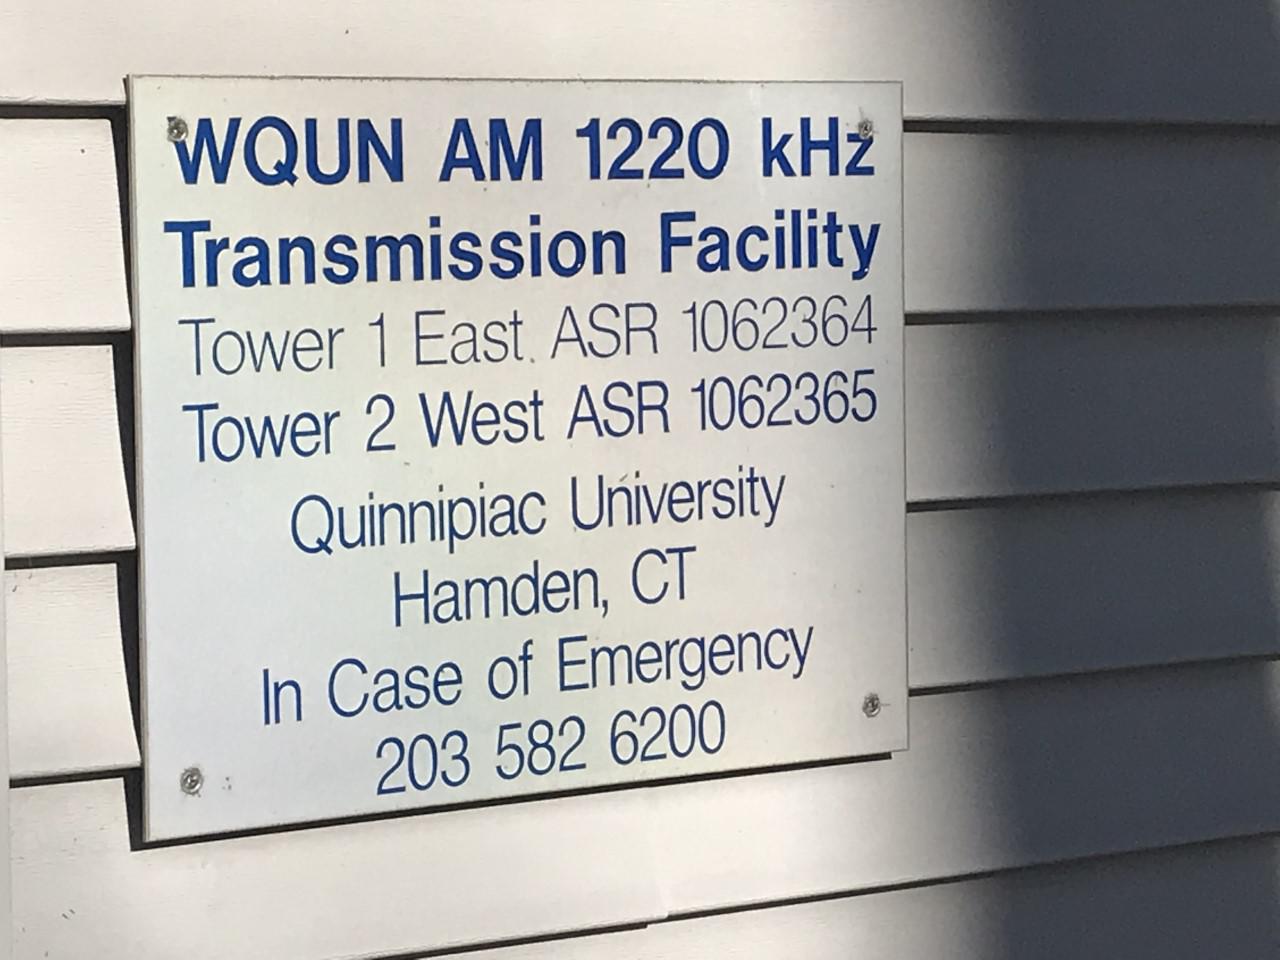 WQUN AM 1220 kHz
Transmission Facility
Tower 1 East. ASR 1062364
Tower 2 West ASR 1062365
Quinnipiac University
Hamden, CT
In Case of Emergency
203 582 6200